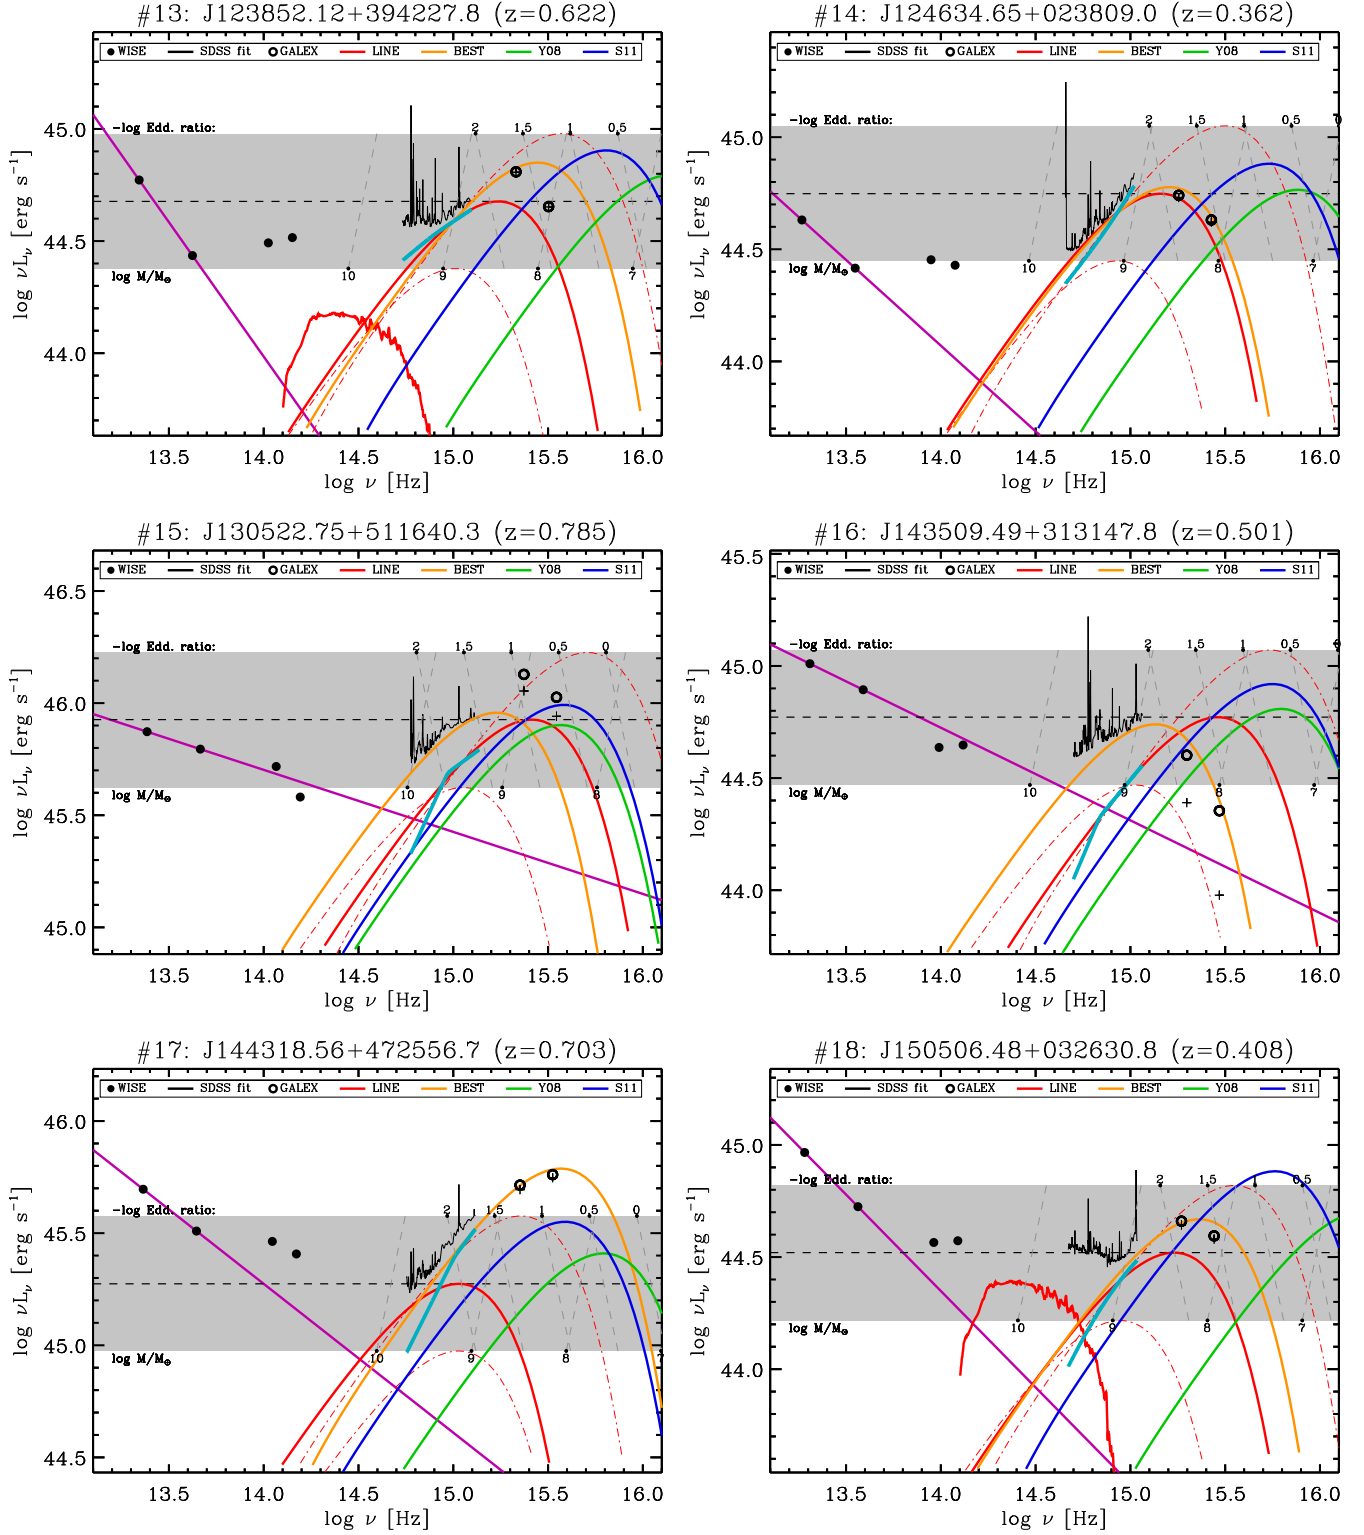 #13: J123852.12+394227.8 (z=0.622)
WISE SDSS fit GALEX LINE BEST Y08 S11
-log Edd. ratio:
2 1.5 1 0.5
log M/M⊙
10 9 8 7
45.0
44.5
44.0
log νLν [erg s⁻¹]
13.5 14.0 14.5 15.0 15.5 16.0
log ν [Hz]
#14: J124634.65+023809.0 (z=0.362)
WISE SDSS fit GALEX LINE BEST Y08 S11
-log Edd. ratio:
2 1.5 1 0.5 0
log M/M⊙
10 9 8 7
45.0
44.5
44.0
log νLν [erg s⁻¹]
13.5 14.0 14.5 15.0 15.5 16.0
log ν [Hz]
#15: J130522.75+511640.3 (z=0.785)
WISE SDSS fit GALEX LINE BEST Y08 S11
-log Edd. ratio:
2 1.5 1 0.5 0
log M/M⊙
10 9 8
46.5
46.0
45.5
45.0
log νLν [erg s⁻¹]
13.5 14.0 14.5 15.0 15.5 16.0
log ν [Hz]
#16: J143509.49+313147.8 (z=0.501)
WISE SDSS fit GALEX LINE BEST Y08 S11
-log Edd. ratio:
2 1.5 1 0.5 0
log M/M⊙
10 9 8 7
45.5
45.0
44.5
44.0
log νLν [erg s⁻¹]
13.5 14.0 14.5 15.0 15.5 16.0
log ν [Hz]
#17: J144318.56+472556.7 (z=0.703)
WISE SDSS fit GALEX LINE BEST Y08 S11
-log Edd. ratio:
2 1.5 1 0.5 0
log M/M⊙
10 9 8 7
46.0
45.5
45.0
44.5
log νLν [erg s⁻¹]
13.5 14.0 14.5 15.0 15.5 16.0
log ν [Hz]
#18: J150506.48+032630.8 (z=0.408)
WISE SDSS fit GALEX LINE BEST Y08 S11
-log Edd. ratio:
2 1.5 1 0.5
log M/M⊙
10 9 8 7
45.0
44.5
44.0
log νLν [erg s⁻¹]
13.5 14.0 14.5 15.0 15.5 16.0
log ν [Hz]